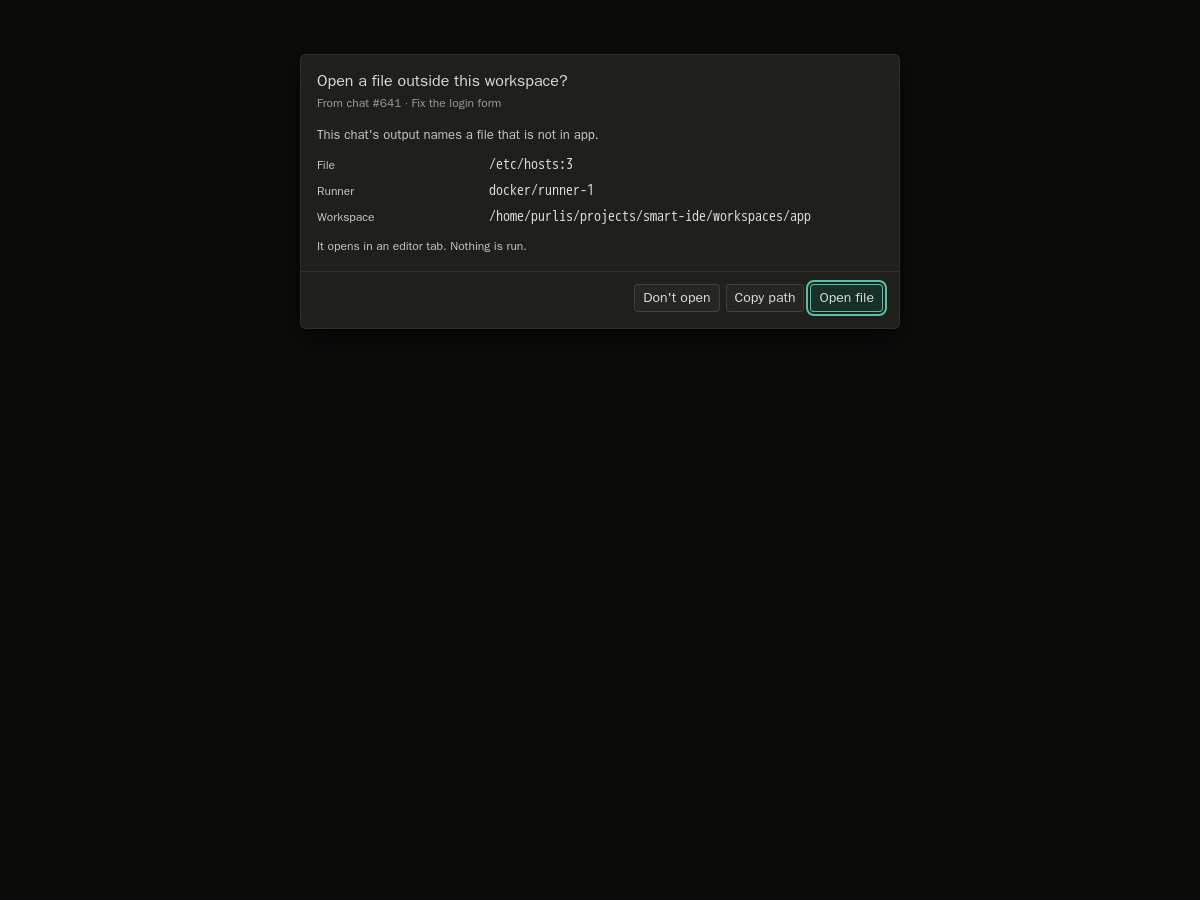 Open a file outside this workspace?
From chat #641 · Fix the login form
This chat's output names a file that is not in app.
File /etc/hosts:3
Runner docker/runner-1
Workspace /home/purlis/projects/smart-ide/workspaces/app
It opens in an editor tab. Nothing is run.
Don't open Copy path Open file